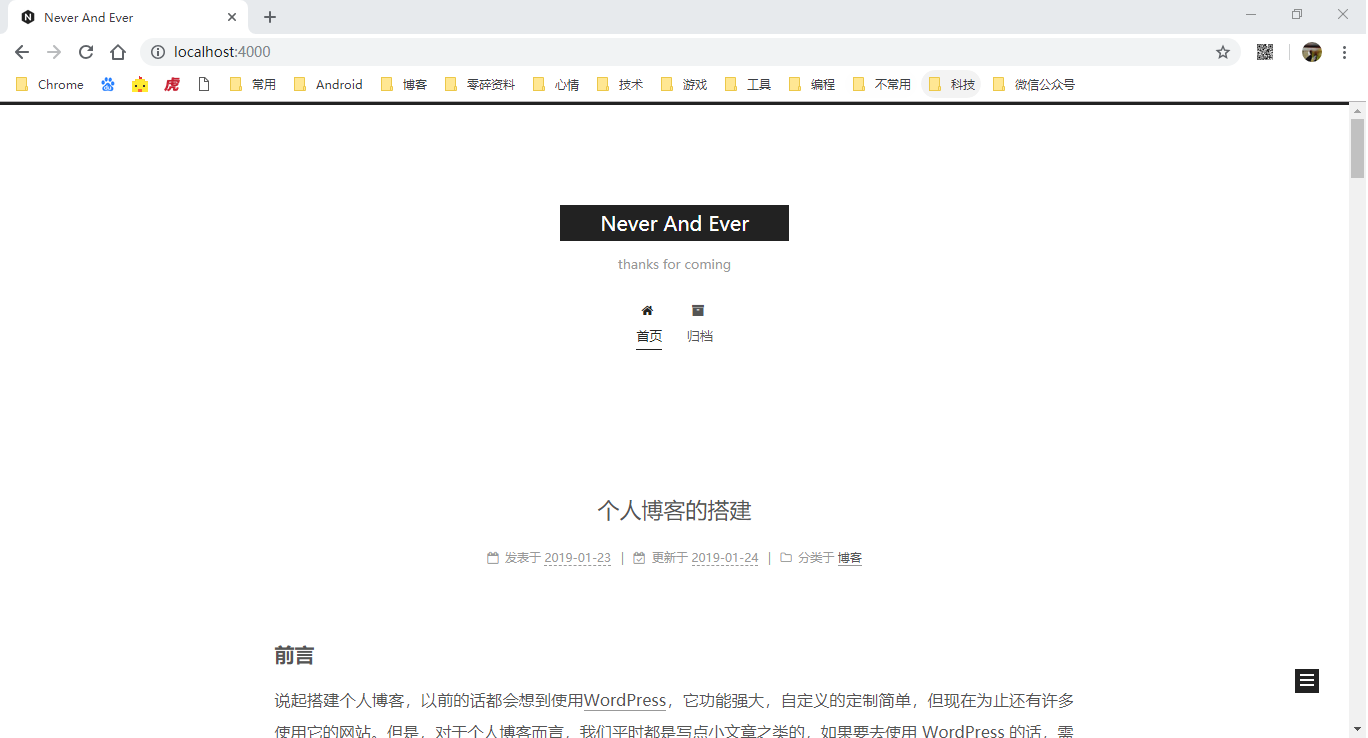 Never And Ever
localhost:4000
Chrome 虎 常用 Android 博客 零碎资料 心情 技术 游戏 工具 编程 不常用 科技 微信公众号
Never And Ever
thanks for coming
首页 归档
个人博客的搭建
发表于 2019-01-23 | 更新于 2019-01-24 | 分类于 博客
前言
说起搭建个人博客，以前的话都会想到使用WordPress，它功能强大，自定义的定制简单，但现在为止还有许多
使用它的网站。但是，对于个人博客而言，我们平时都是写点小文章之类的，如果要去使用 WordPress 的话，需